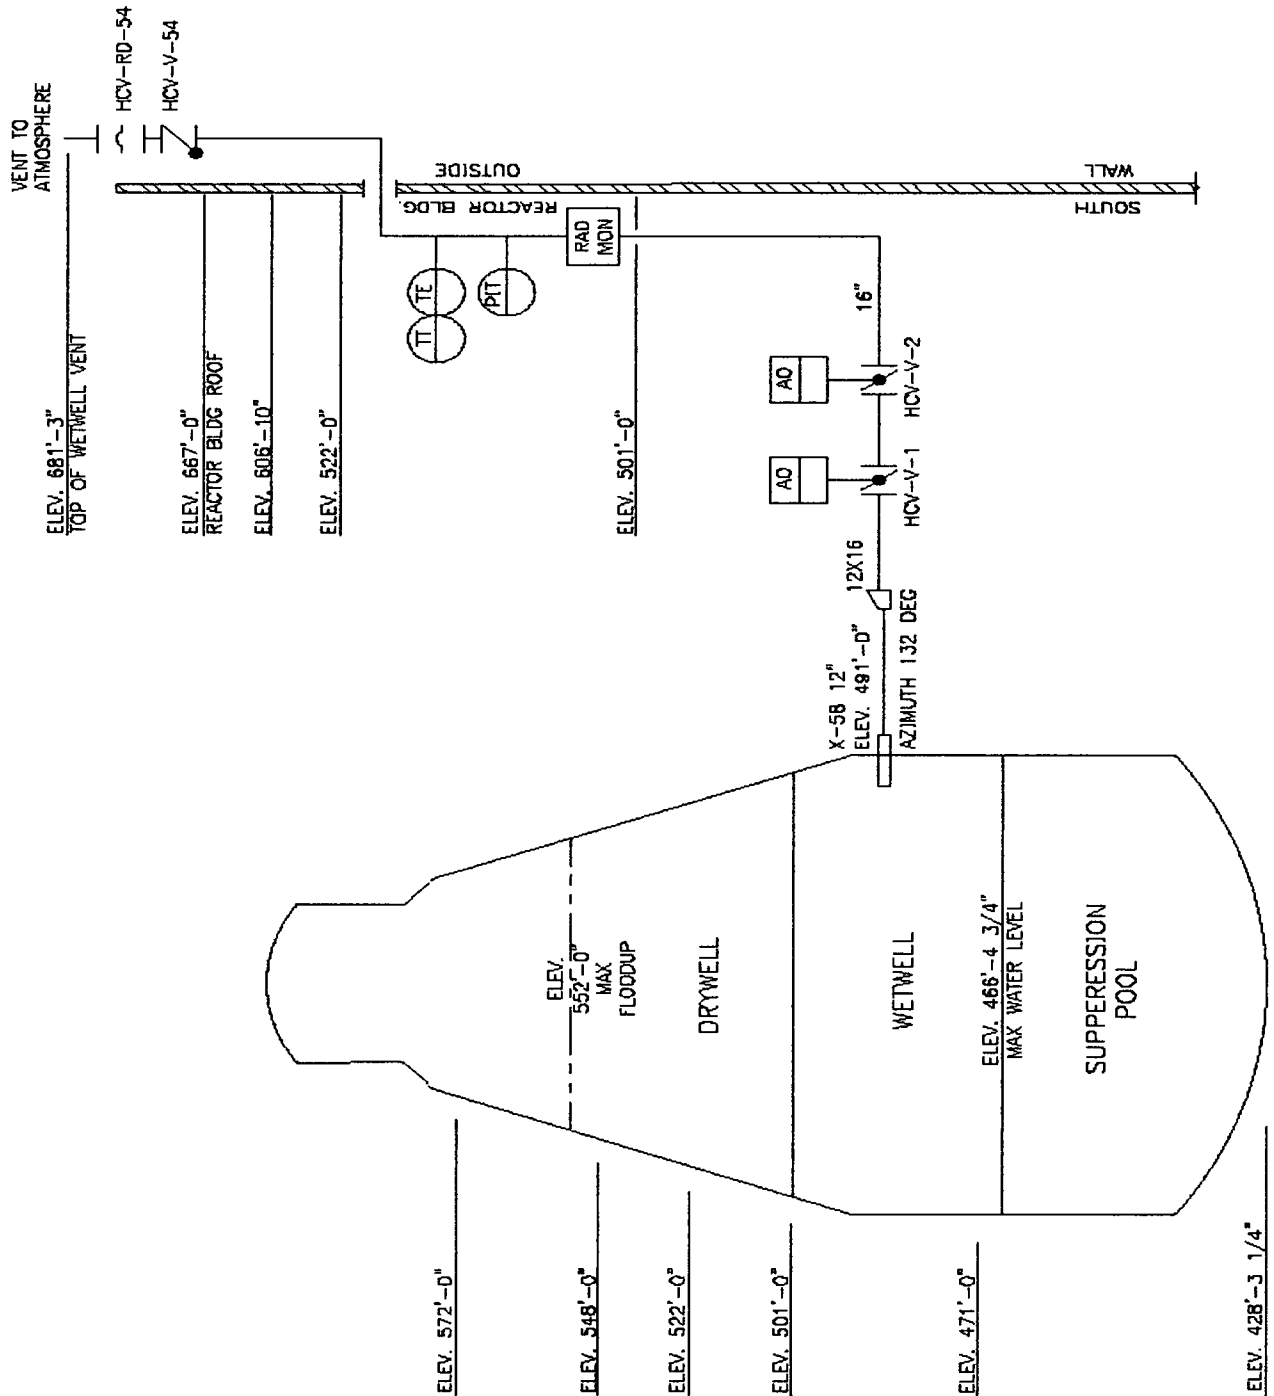 VENT TO
ATMOSPHERE
HCV-RD-54
HCV-V-54
ELEV. 681'-3"
TOP OF WETWELL VENT
ELEV. 667'-0"
REACTOR BLDG ROOF
ELEV. 606'-10"
ELEV. 522'-0"
OUTSIDE
REACTOR BLDG.
WALL
SOUTH
TT
TE
PIT
RAD
MON
ELEV. 501'-0"
16"
AO
HCV-V-2
AO
HCV-V-1
12X16
X-58 12"
ELEV. 491'-0"
AZIMUTH 132 DEG
ELEV.
552'-0"
MAX
FLOODUP
DRYWELL
WETWELL
ELEV. 466'-4 3/4"
MAX WATER LEVEL
SUPPERESSION
POOL
ELEV. 572'-0"
ELEV. 548'-0"
ELEV. 522'-0"
ELEV. 501'-0"
ELEV. 471'-0"
ELEV. 428'-3 1/4"